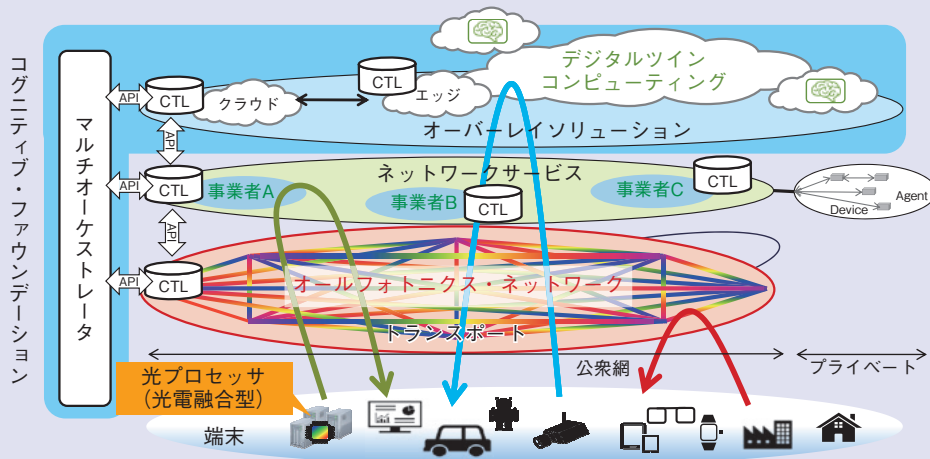 コグニティブ・ファウンデーション
マルチオーケストレータ
デジタルツイン
コンピューティング
CTL
API
CTL
クラウド
エッジ
オーバーレイソリューション
API
ネットワークサービス
CTL
API
CTL
事業者A
事業者B
CTL
事業者C
Agent
Device
API
オールフォトニクス・ネットワーク
API
CTL
トランスポート
公衆網
プライベート
光プロセッサ
(光電融合型)
端末